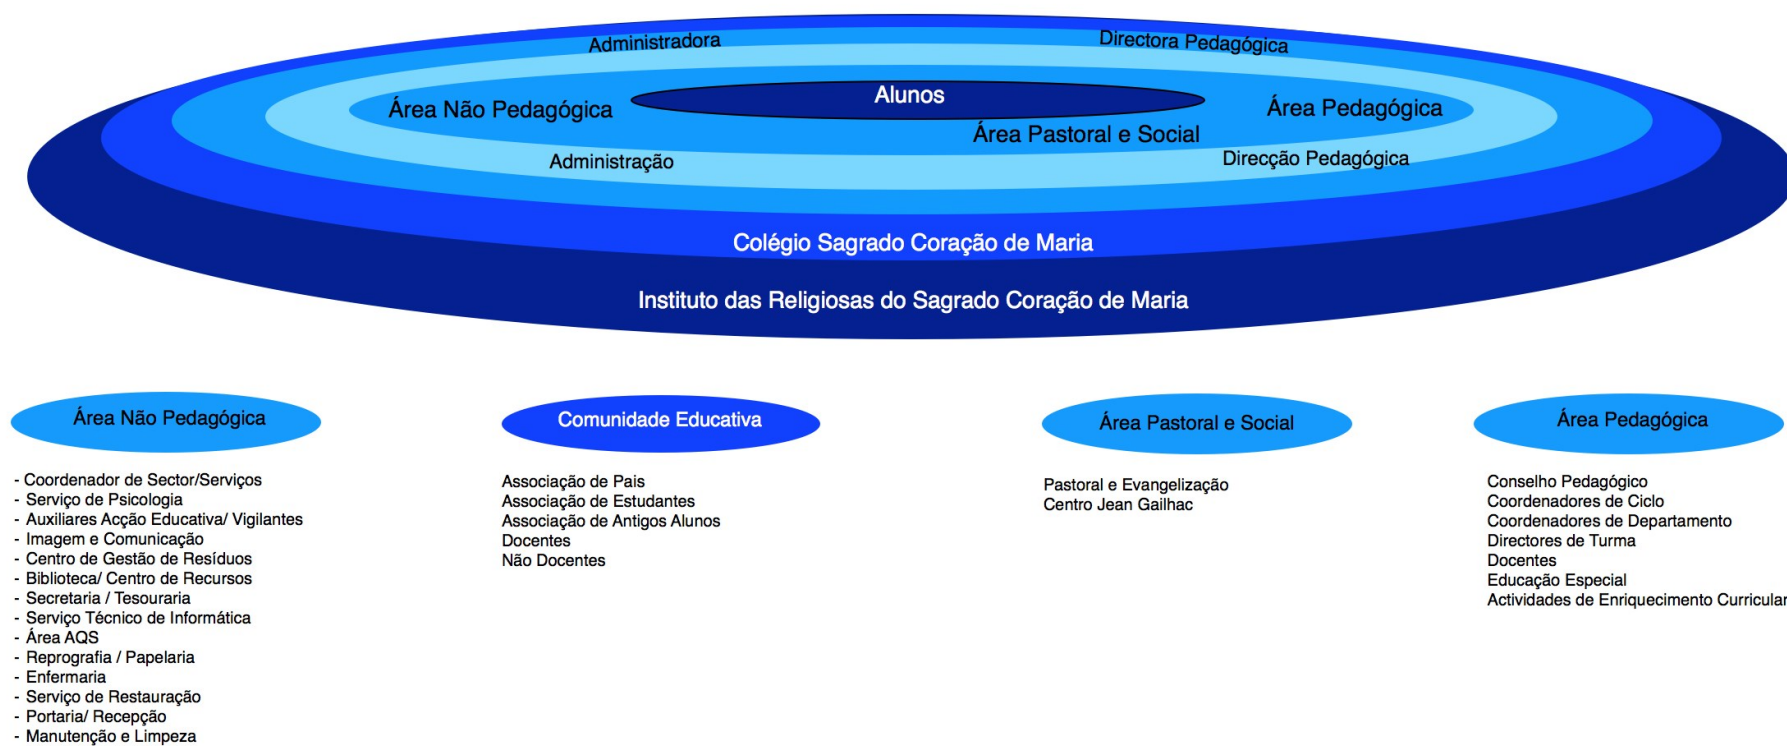 Administradora
Directora Pedagógica
Alunos
Área Não Pedagógica
Área Pedagógica
Área Pastoral e Social
Administração
Direcção Pedagógica
Colégio Sagrado Coração de Maria
Instituto das Religiosas do Sagrado Coração de Maria
Área Não Pedagógica
- Coordenador de Sector/Serviços
- Serviço de Psicologia
- Auxiliares Acção Educativa/ Vigilantes
- Imagem e Comunicação
- Centro de Gestão de Resíduos
- Biblioteca/ Centro de Recursos
- Secretaria / Tesouraria
- Serviço Técnico de Informática
- Área AQS
- Reprografia / Papelaria
- Enfermaria
- Serviço de Restauração
- Portaria/ Recepção
- Manutenção e Limpeza
Comunidade Educativa
Associação de Pais
Associação de Estudantes
Associação de Antigos Alunos
Docentes
Não Docentes
Área Pastoral e Social
Pastoral e Evangelização
Centro Jean Gailhac
Área Pedagógica
Conselho Pedagógico
Coordenadores de Ciclo
Coordenadores de Departamento
Directores de Turma
Docentes
Educação Especial
Actividades de Enriquecimento Curricular